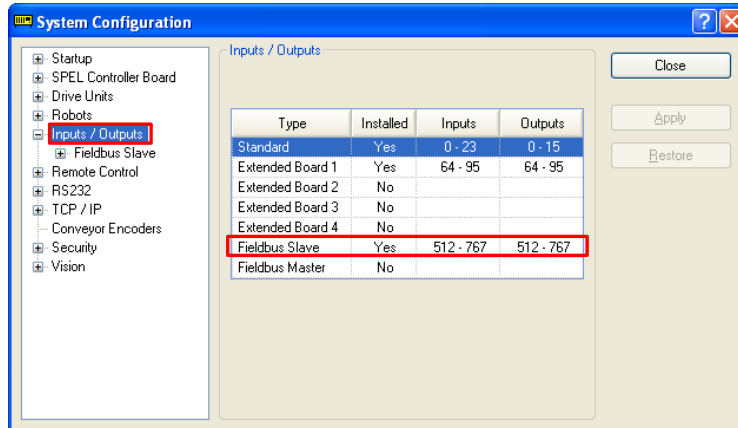 System Configuration
Startup
SPEL Controller Board
Drive Units
Robots
Inputs / Outputs
Fieldbus Slave
Remote Control
RS232
TCP / IP
Conveyor Encoders
Security
Vision
Inputs / Outputs
Type Installed Inputs Outputs
Standard Yes 0 - 23 0 - 15
Extended Board 1 Yes 64 - 95 64 - 95
Extended Board 2 No
Extended Board 3 No
Extended Board 4 No
Fieldbus Slave Yes 512 - 767 512 - 767
Fieldbus Master No
Close
Apply
Restore